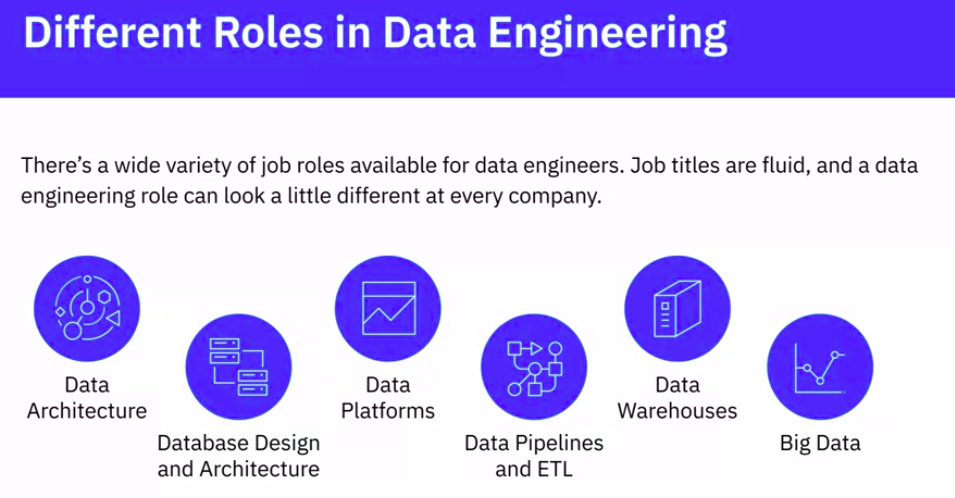 Different Roles in Data Engineering
There's a wide variety of job roles available for data engineers. Job titles are fluid, and a data
engineering role can look a little different at every company.
Data
Architecture
Database Design
and Architecture
Data
Platforms
Data Pipelines
and ETL
Data
Warehouses
Big Data